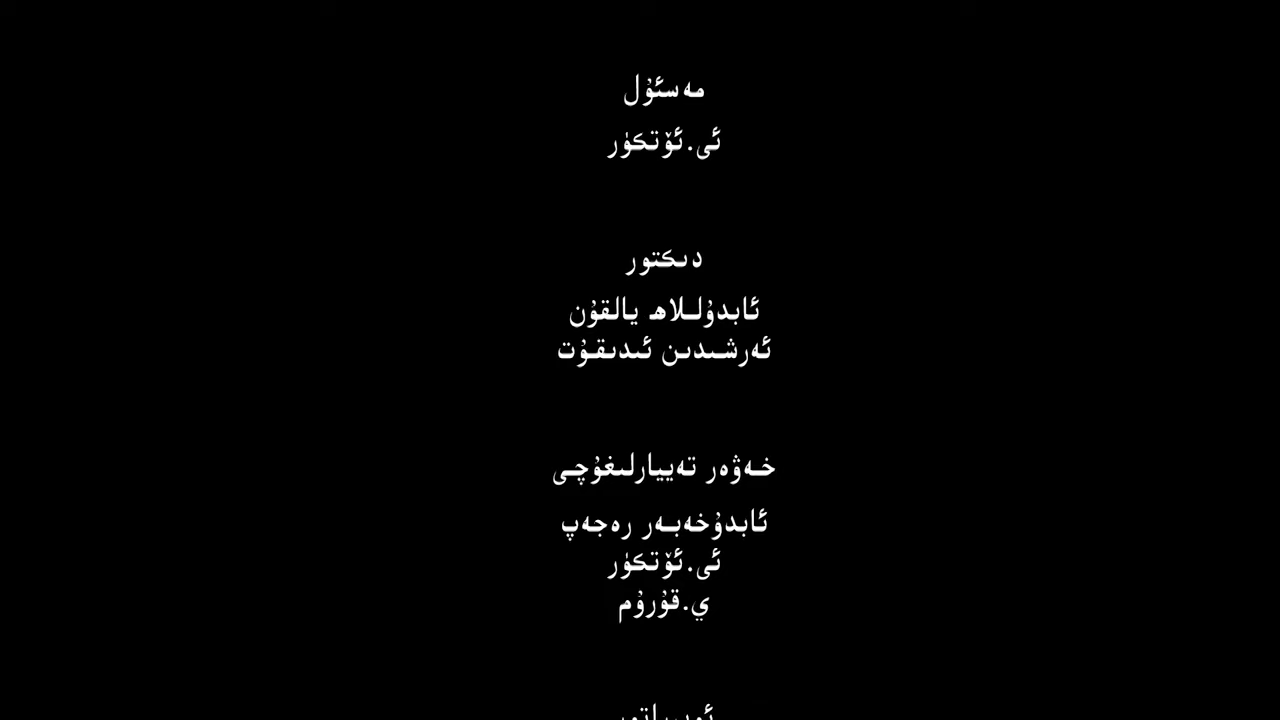 مەسئۇل
ئى.ئۆتكۈر
دىكتور
ئابدۇللاھ يالقۇن
ئەرشىدىن ئىدىقۇت
خەۋەر تەييارلىغۇچى
ئابدۇخەبەر رەجەپ
ئى.ئۆتكۈر
ي.قۇرۇم